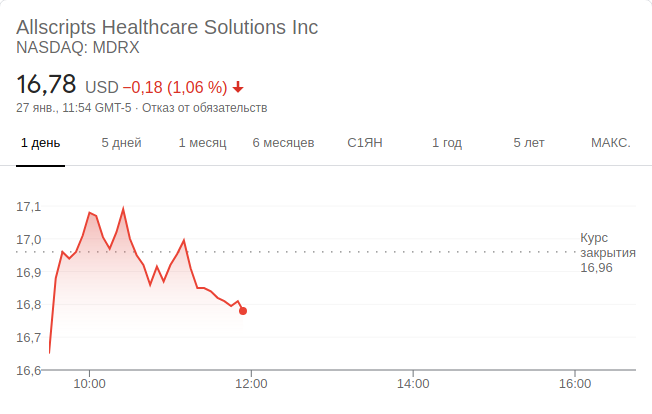 Allscripts Healthcare Solutions Inc
NASDAQ: MDRX
16,78 USD −0,18 (1,06 %)
27 янв., 11:54 GMT-5 · Отказ от обязательств
1 день 5 дней 1 месяц 6 месяцев С1ЯН 1 год 5 лет МАКС.
17,1
17,0
16,9
16,8
16,7
16,6
Курс
закрытия
16,96
10:00 12:00 14:00 16:00